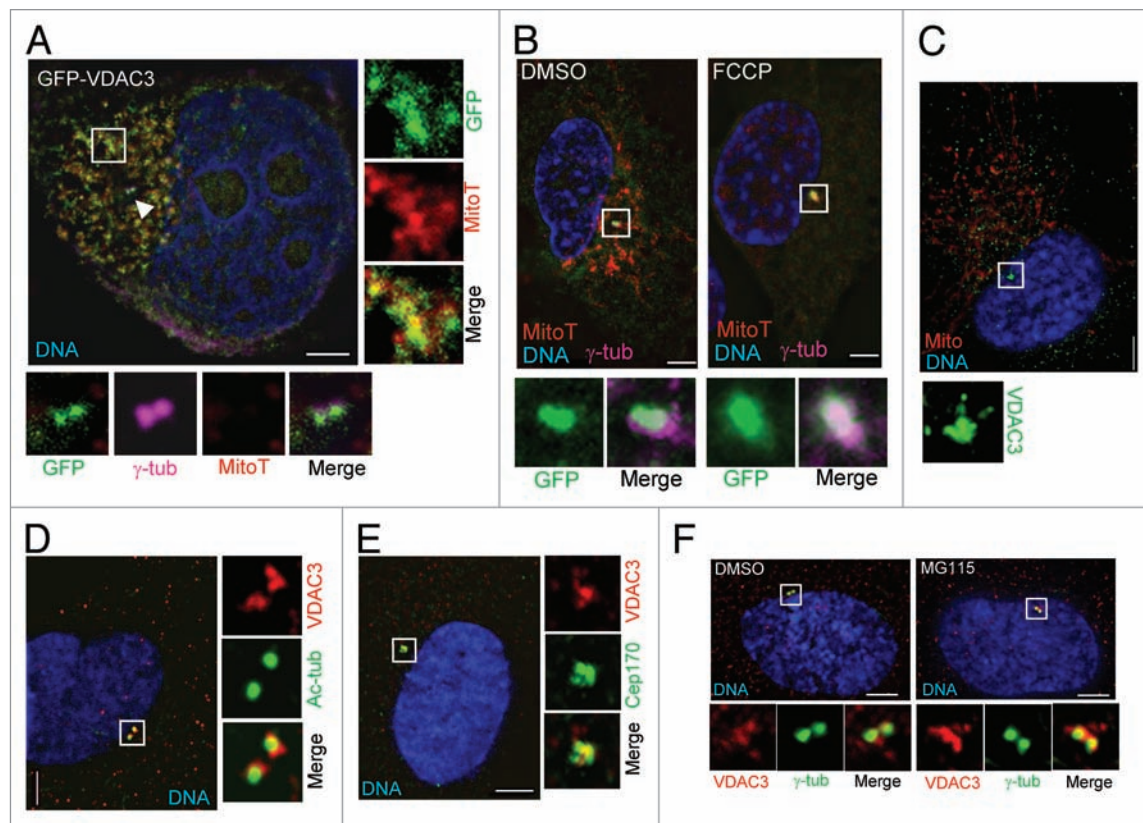 A
GFP-VDAC3
DNA
GFP
MitoT
Merge
GFP
γ-tub
MitoT
Merge
B
DMSO
MitoT
DNA
γ-tub
FCCP
MitoT
DNA
γ-tub
GFP
Merge
GFP
Merge
C
Mito
DNA
VDAC3
D
DNA
VDAC3
Ac-tub
Merge
E
DNA
VDAC3
Cep170
Merge
F
DMSO
DNA
MG115
DNA
VDAC3
γ-tub
Merge
VDAC3
γ-tub
Merge